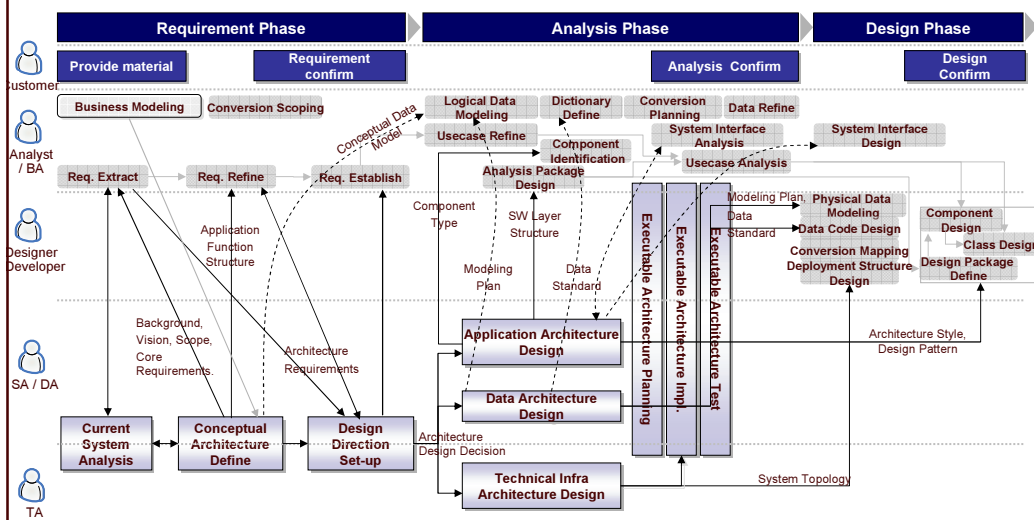 Requirement Phase
Analysis Phase
Design Phase
Customer
Provide material
Requirement
confirm
Analysis  Confirm
Design
Confirm
Analyst
/ BA
Business Modeling
Conversion Scoping
Conceptual Data
Model
Logical Data
Modeling
Dictionary
Define
Conversion
Planning
Data Refine
Usecase Refine
Component
Identification
System Interface
Analysis
System Interface
Design
Usecase Analysis
Req. Extract
Req. Refine
Req. Establish
Analysis Package
Design
Designer
Developer
Application
Function
Structure
Component
Type
SW Layer
Structure
Modeling
Plan
Data
Standard
Executable Architecture Planning
Executable Architecture Impl.
Executable Architecture Test
Modeling Plan,
Data
Standard
Physical Data
Modeling
Data Code Design
Conversion Mapping
Deployment Structure
Design
Component
Design
Class Design
Design Package
Define
SA / DA
Background,
Vision, Scope,
Core
Requirements.
Architecture
Requirements
Application Architecture
Design
Architecture Style,
Design Pattern
Data Architecture
Design
Current
System
Analysis
Conceptual
Architecture
Define
Design
Direction
Set-up
Architecture
Design Decision
Technical Infra
Architecture Design
System Topology
TA